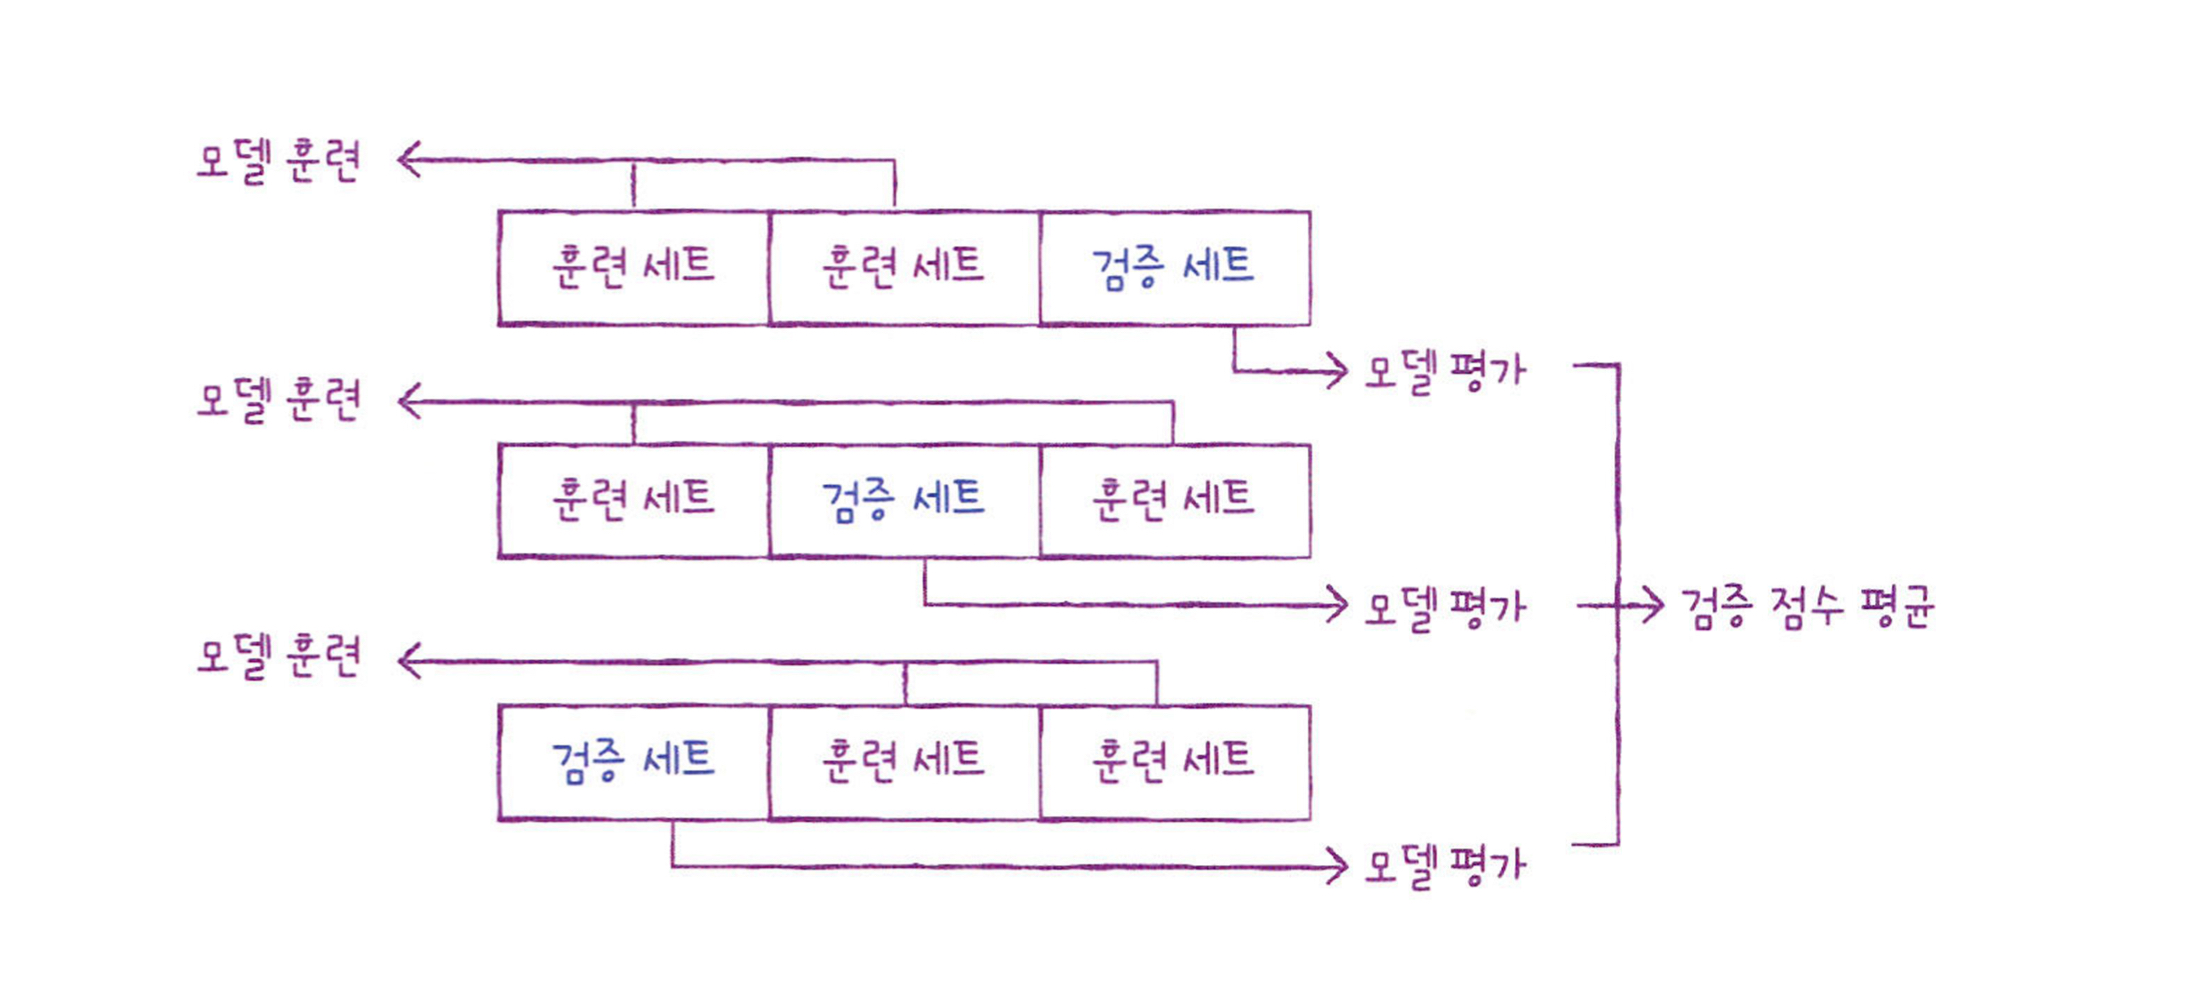 모델 훈련
훈련 세트 훈련 세트 검증 세트
모델 평가
모델 훈련
훈련 세트 검증 세트 훈련 세트
모델 평가 검증 점수 평균
모델 훈련
검증 세트 훈련 세트 훈련 세트
모델 평가